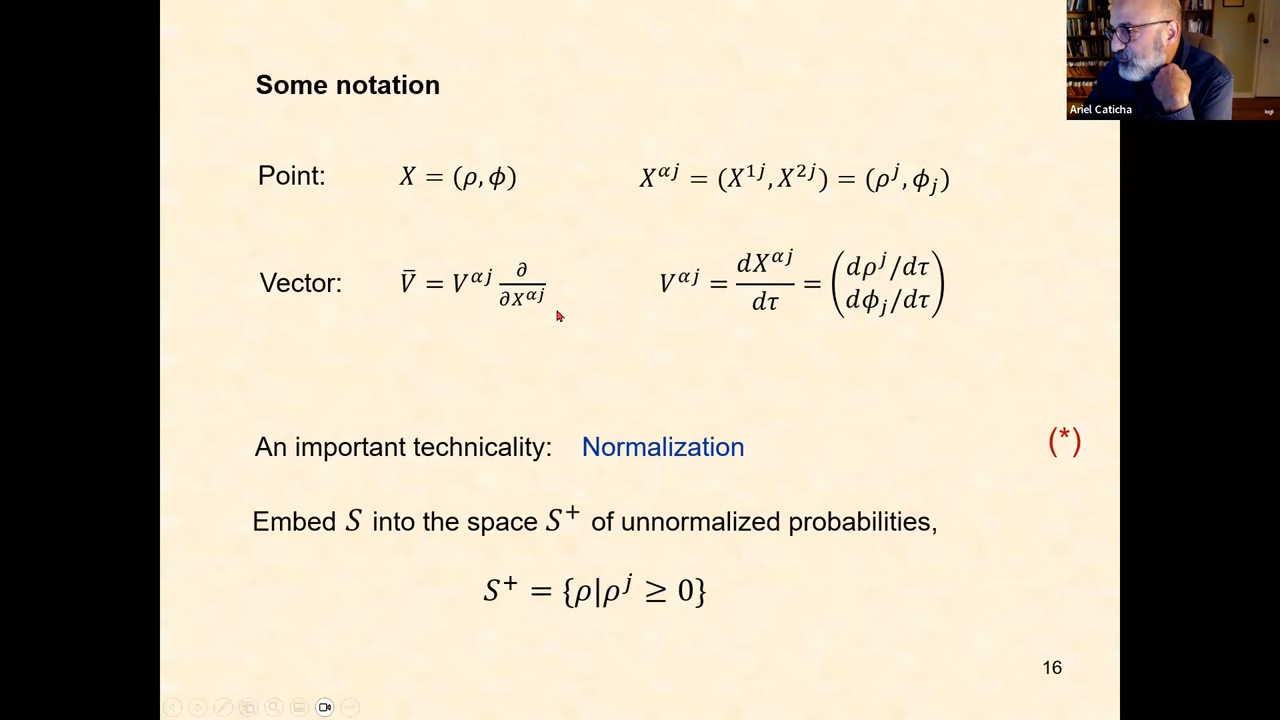 Some notation
Point: X = (ρ, ϕ) X^{αj} = (X^{1j}, X^{2j}) = (ρ^j, ϕ_j)
Vector: V̄ = V^{αj} ∂/∂X^{αj} V^{αj} = dX^{αj}/dτ = (dρ^j/dτ dϕ_j/dτ)
An important technicality: Normalization (*)
Embed S into the space S^+ of unnormalized probabilities,
S^+ = {ρ|ρ^j ≥ 0}
16
Ariel Caticha
logi